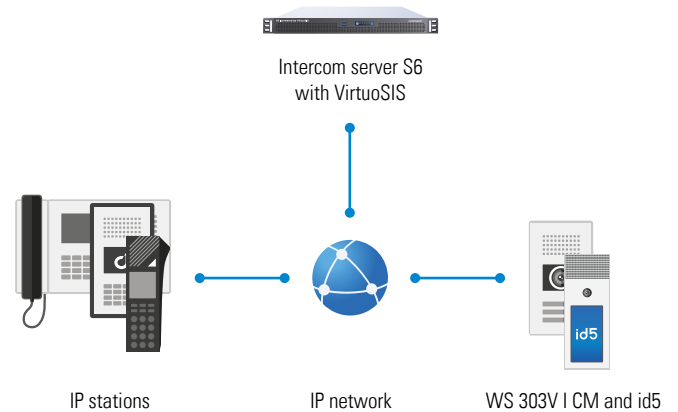 Intercom server S6
with VirtuoSIS
id5
IP stations
IP network
WS 303V I CM and id5